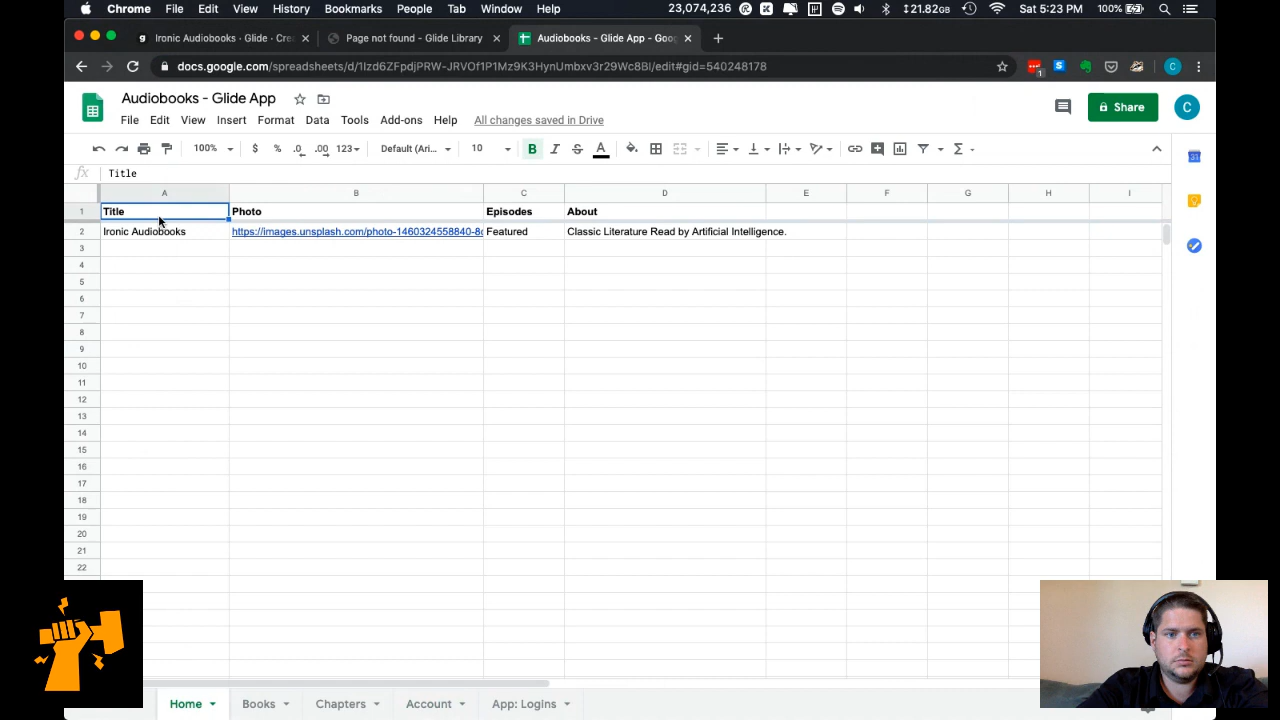 Chrome File Edit View History Bookmarks People Tab Window Help 23,074,236 21.82GB Sat 5:23 PM 100%
Ironic Audiobooks · Glide · Cre Page not found - Glide Library Audiobooks - Glide App - Goo
docs.google.com/spreadsheets/d/1Izd6ZFpdjPRW-JRVOf1P1Mz9K3HynUmbxv3r29Wc8BI/edit#gid=540248178 1 C
Audiobooks - Glide App
File Edit View Insert Format Data Tools Add-ons Help All changes saved in Drive Share C
100% $ % .0 .00 123 Default (Ari... 10 B I S A Σ 31
fx Title
A B C D E F G H I
1 Title Photo Episodes About
2 Ironic Audiobooks https://images.unsplash.com/photo-1460324558840-8c Featured Classic Literature Read by Artificial Intelligence.
3
4
5
6
7
8
9
10
11
12
13
14
15
16
17
18
19
20
21
22
Home Books Chapters Account App: Logins